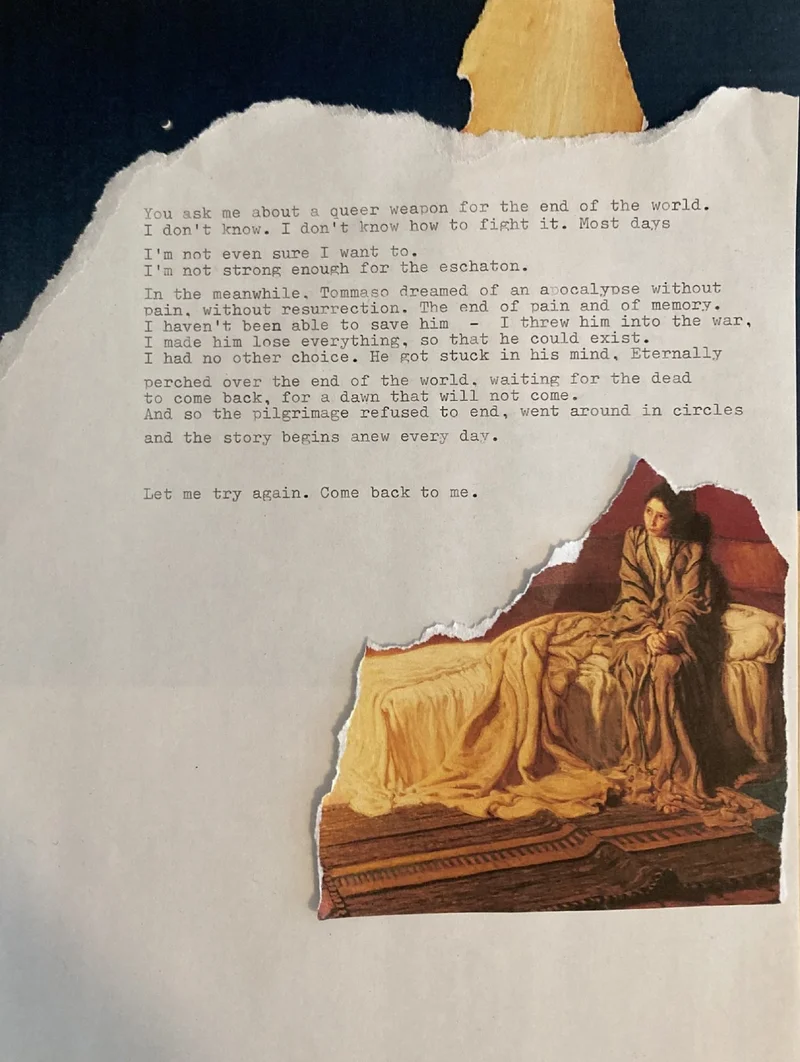 You ask me about a queer weapon for the end of the world.
I don't know. I don't know how to fight it. Most days
I'm not even sure I want to.
I'm not strong enough for the eschaton.
In the meanwhile, Tommaso dreamed of an apocalypse without
pain, without resurrection. The end of pain and of memory.
I haven't been able to save him – I threw him into the war,
I made him lose everything, so that he could exist.
I had no other choice. He got stuck in his mind, Eternally
perched over the end of the world, waiting for the dead
to come back, for a dawn that will not come.
And so the pilgrimage refused to end, went around in circles
and the story begins anew every day.
Let me try again. Come back to me.